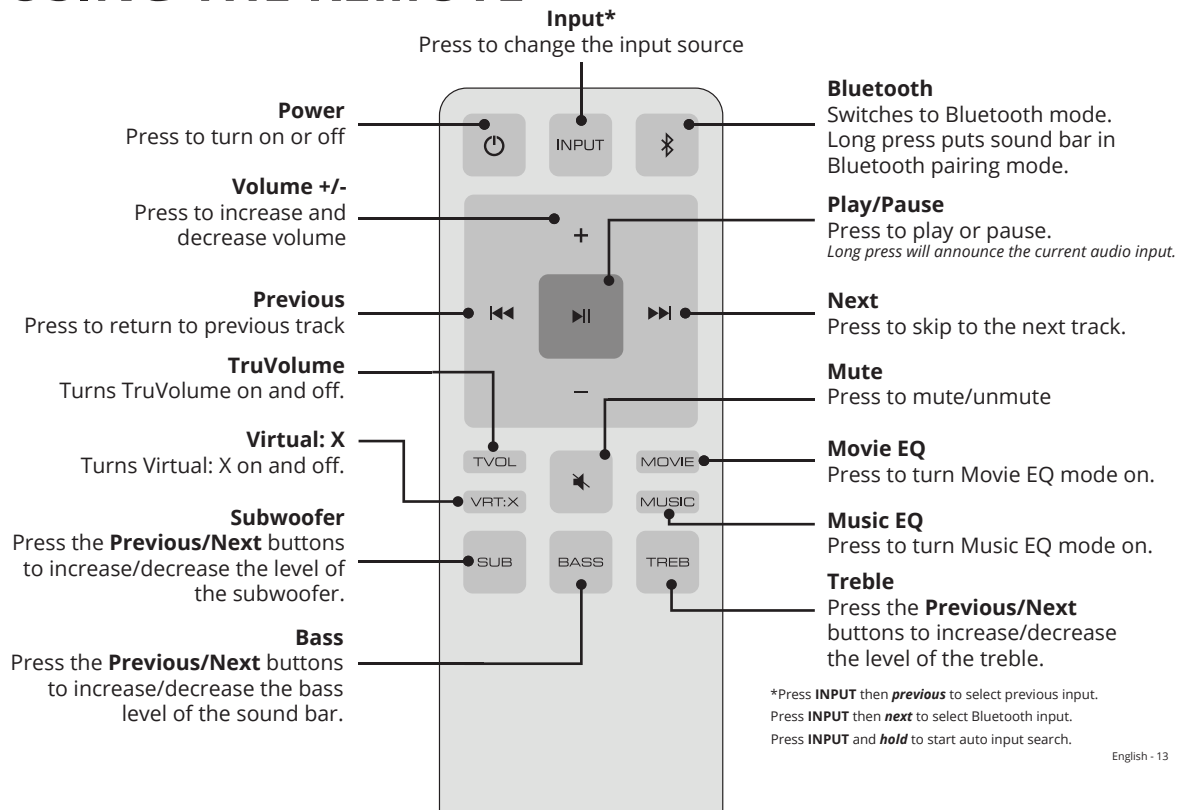 USING THE REMOTE
Input*
Press to change the input source
Power
Press to turn on or off
Volume +/-
Press to increase and
decrease volume
Previous
Press to return to previous track
TruVolume
Turns TruVolume on and off.
Virtual: X
Turns Virtual: X on and off.
Subwoofer
Press the Previous/Next buttons
to increase/decrease the level of
the subwoofer.
Bass
Press the Previous/Next buttons
to increase/decrease the bass
level of the sound bar.
INPUT
+
−
TVOL
MOVIE
VRT:X
MUSIC
SUB
BASS
TREB
Bluetooth
Switches to Bluetooth mode.
Long press puts sound bar in
Bluetooth pairing mode.
Play/Pause
Press to play or pause.
Long press will announce the current audio input.
Next
Press to skip to the next track.
Mute
Press to mute/unmute
Movie EQ
Press to turn Movie EQ mode on.
Music EQ
Press to turn Music EQ mode on.
Treble
Press the Previous/Next
buttons to increase/decrease
the level of the treble.
*Press INPUT then previous to select previous input.
Press INPUT then next to select Bluetooth input.
Press INPUT and hold to start auto input search.
English - 13